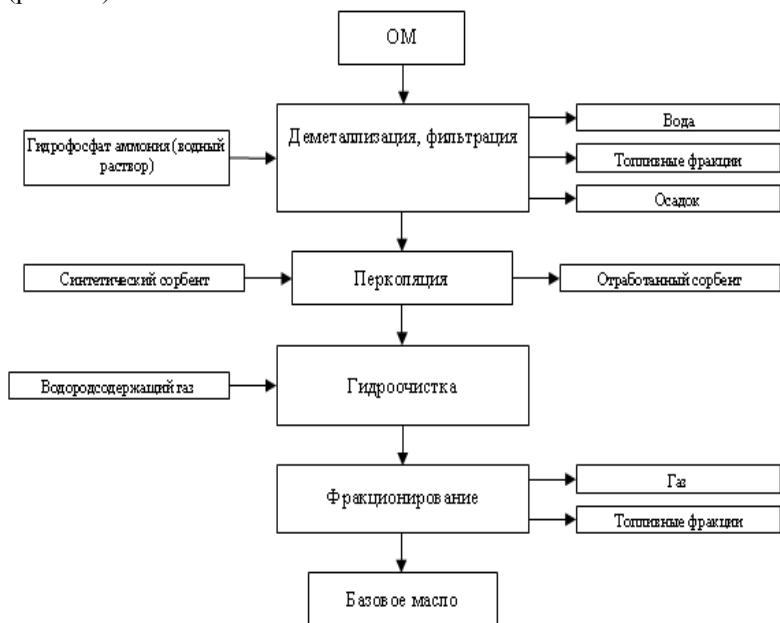 ОМ
Гидрофосфат аммония (водный
раствор)
Деметаллизация, фильтрация
Вода
Топливные фракции
Осадок
Синтетический сорбент
Перколяция
Отработанный сорбент
Водородсодержащий газ
Гидроочистка
Фракционирование
Газ
Топливные фракции
Базовое масло